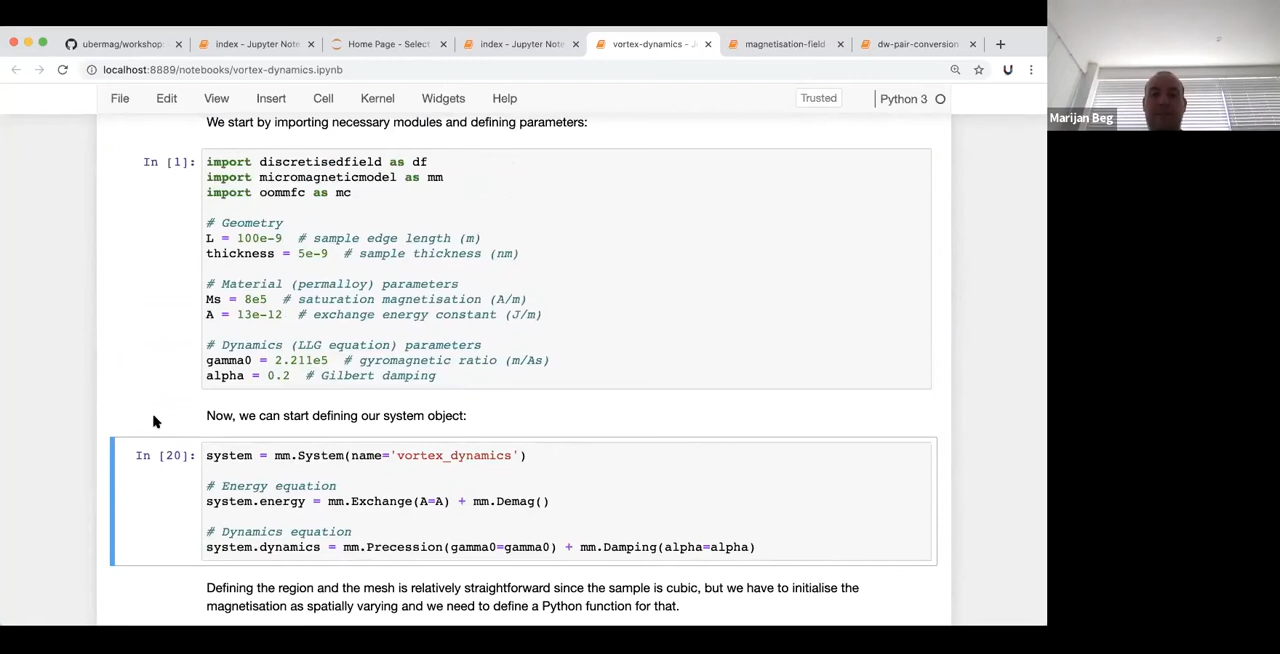 ubermag/workshop:
index - Jupyter Note
Home Page - Select
index - Jupyter Note
vortex-dynamics - J
magnetisation-field
dw-pair-conversion
localhost:8889/notebooks/vortex-dynamics.ipynb
File Edit View Insert Cell Kernel Widgets Help Trusted Python 3
Marijan Beg
We start by importing necessary modules and defining parameters:
In [1]: import discretisedfield as df
import micromagneticmodel as mm
import oommfc as mc
# Geometry
L = 100e-9 # sample edge length (m)
thickness = 5e-9 # sample thickness (nm)
# Material (permalloy) parameters
Ms = 8e5 # saturation magnetisation (A/m)
A = 13e-12 # exchange energy constant (J/m)
# Dynamics (LLG equation) parameters
gamma0 = 2.211e5 # gyromagnetic ratio (m/As)
alpha = 0.2 # Gilbert damping
Now, we can start defining our system object:
In [20]: system = mm.System(name='vortex_dynamics')
# Energy equation
system.energy = mm.Exchange(A=A) + mm.Demag()
# Dynamics equation
system.dynamics = mm.Precession(gamma0=gamma0) + mm.Damping(alpha=alpha)
Defining the region and the mesh is relatively straightforward since the sample is cubic, but we have to initialise the
magnetisation as spatially varying and we need to define a Python function for that.